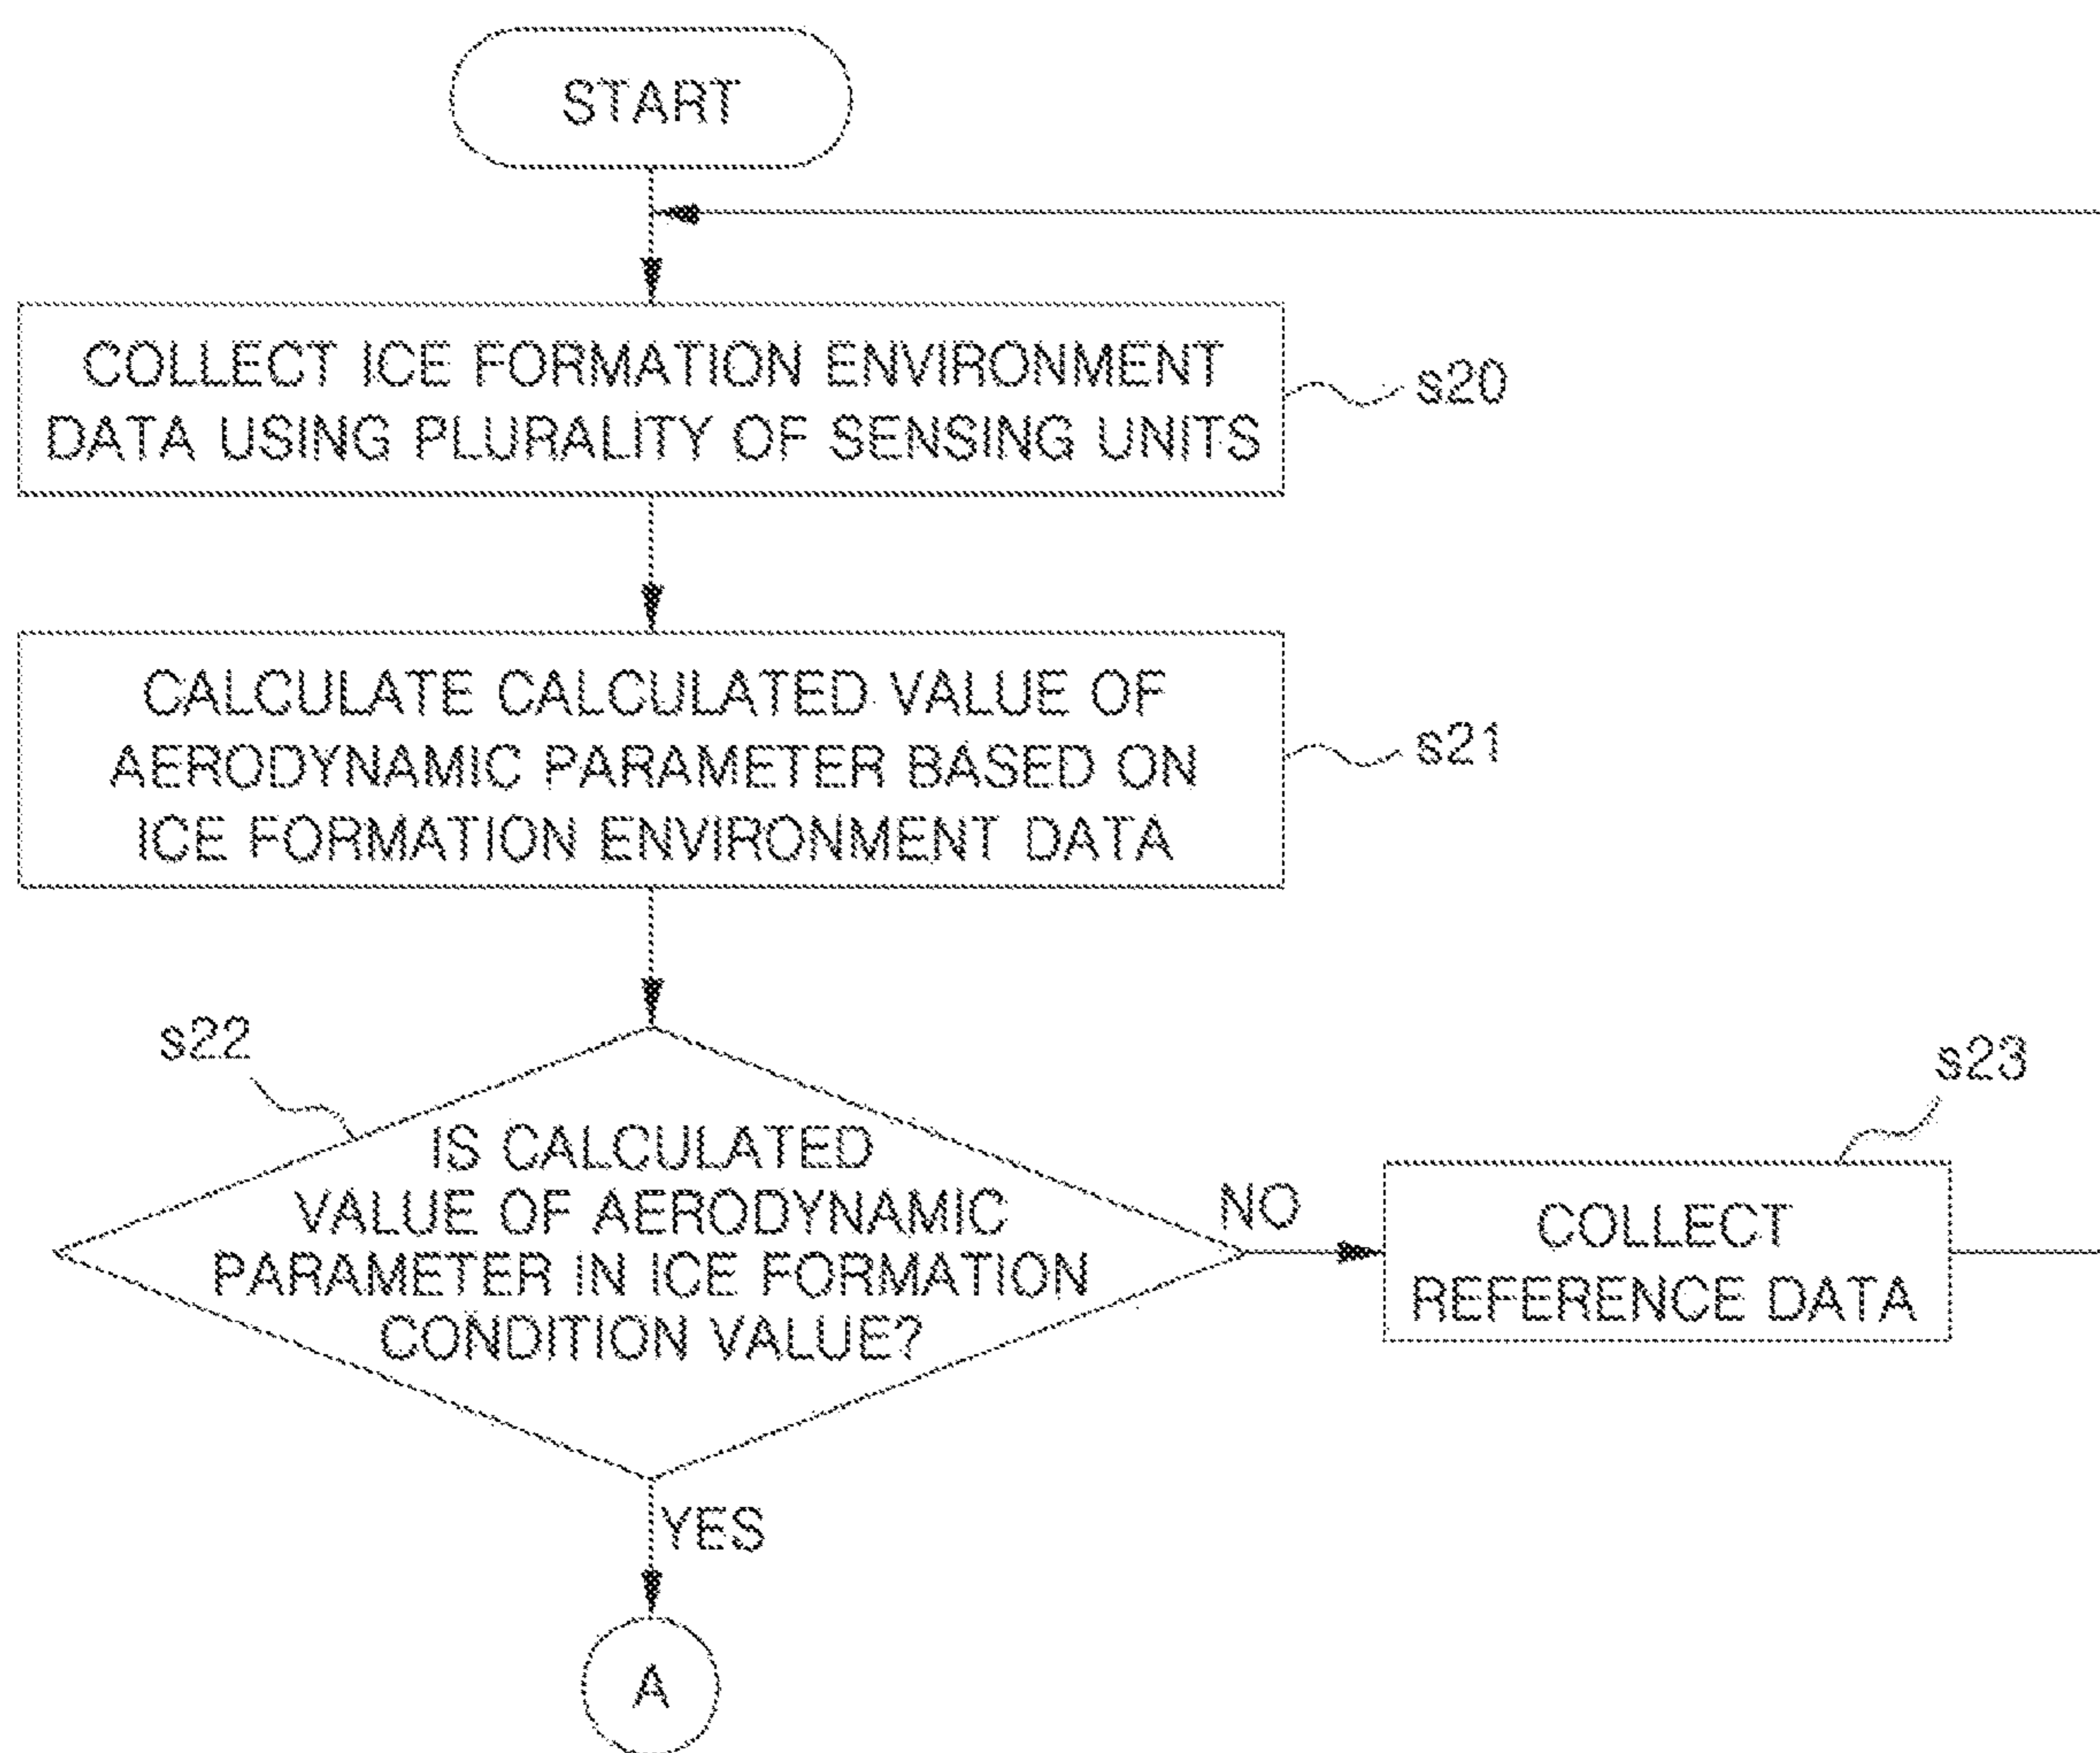 START
COLLECT ICE FORMATION ENVIRONMENT
DATA USING PLURALITY OF SENSING UNITS
s20
CALCULATE CALCULATED VALUE OF
AERODYNAMIC PARAMETER BASED ON
ICE FORMATION ENVIRONMENT DATA
s21
s22
IS CALCULATED
VALUE OF AERODYNAMIC
PARAMETER IN ICE FORMATION
CONDITION VALUE?
NO
s23
COLLECT
REFERENCE DATA
YES
A